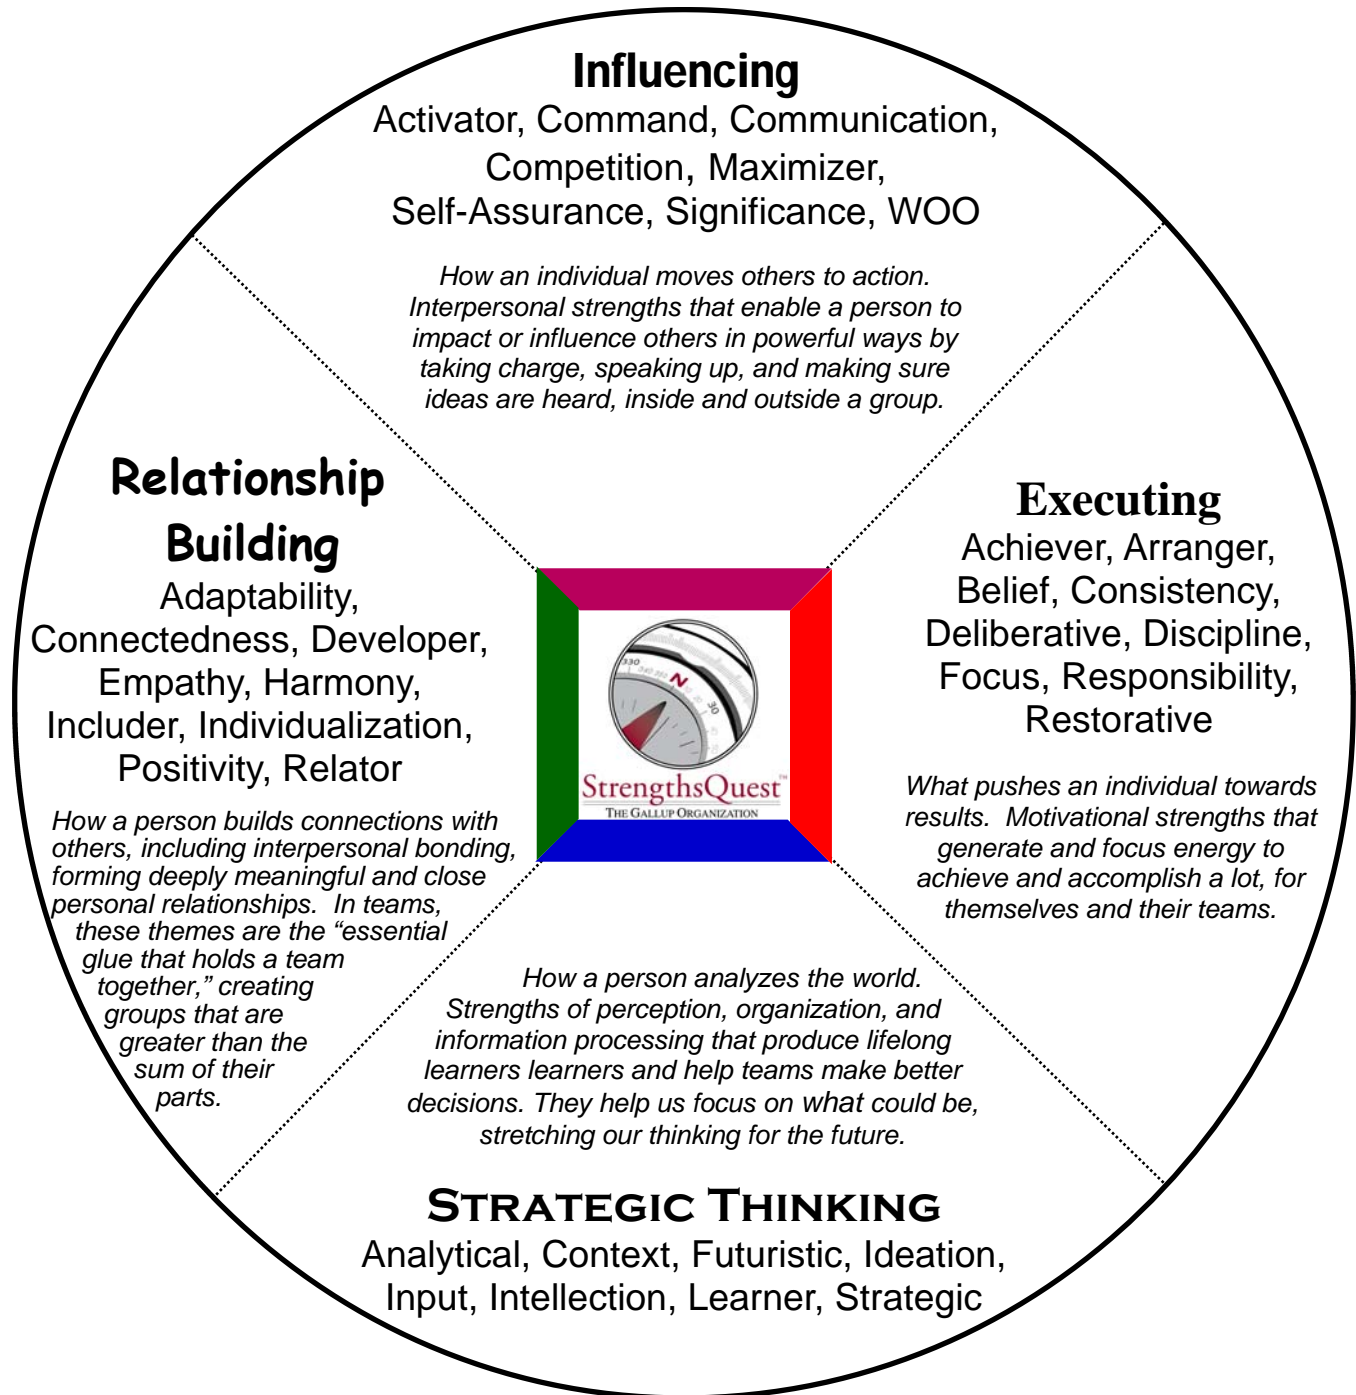 Influencing
Activator, Command, Communication,
Competition, Maximizer,
Self-Assurance, Significance, WOO
How an individual moves others to action.
Interpersonal strengths that enable a person to
impact or influence others in powerful ways by
taking charge, speaking up, and making sure
ideas are heard, inside and outside a group.
Relationship
Building
Adaptability,
Connectedness, Developer,
Empathy, Harmony,
Includer, Individualization,
Positivity, Relator
How a person builds connections with
others, including interpersonal bonding,
forming deeply meaningful and close
personal relationships.  In teams,
these themes are the “essential
glue that holds a team
together,” creating
groups that are
greater than the
sum of their
parts.
330
N
30
StrengthsQuest™
THE GALLUP ORGANIZATION
Executing
Achiever, Arranger,
Belief, Consistency,
Deliberative, Discipline,
Focus, Responsibility,
Restorative
What pushes an individual towards
results.  Motivational strengths that
generate and focus energy to
achieve and accomplish a lot, for
themselves and their teams.
How a person analyzes the world.
Strengths of perception, organization, and
information processing that produce lifelong
learners learners and help teams make better
decisions. They help us focus on what could be,
stretching our thinking for the future.
STRATEGIC THINKING
Analytical, Context, Futuristic, Ideation,
Input, Intellection, Learner, Strategic